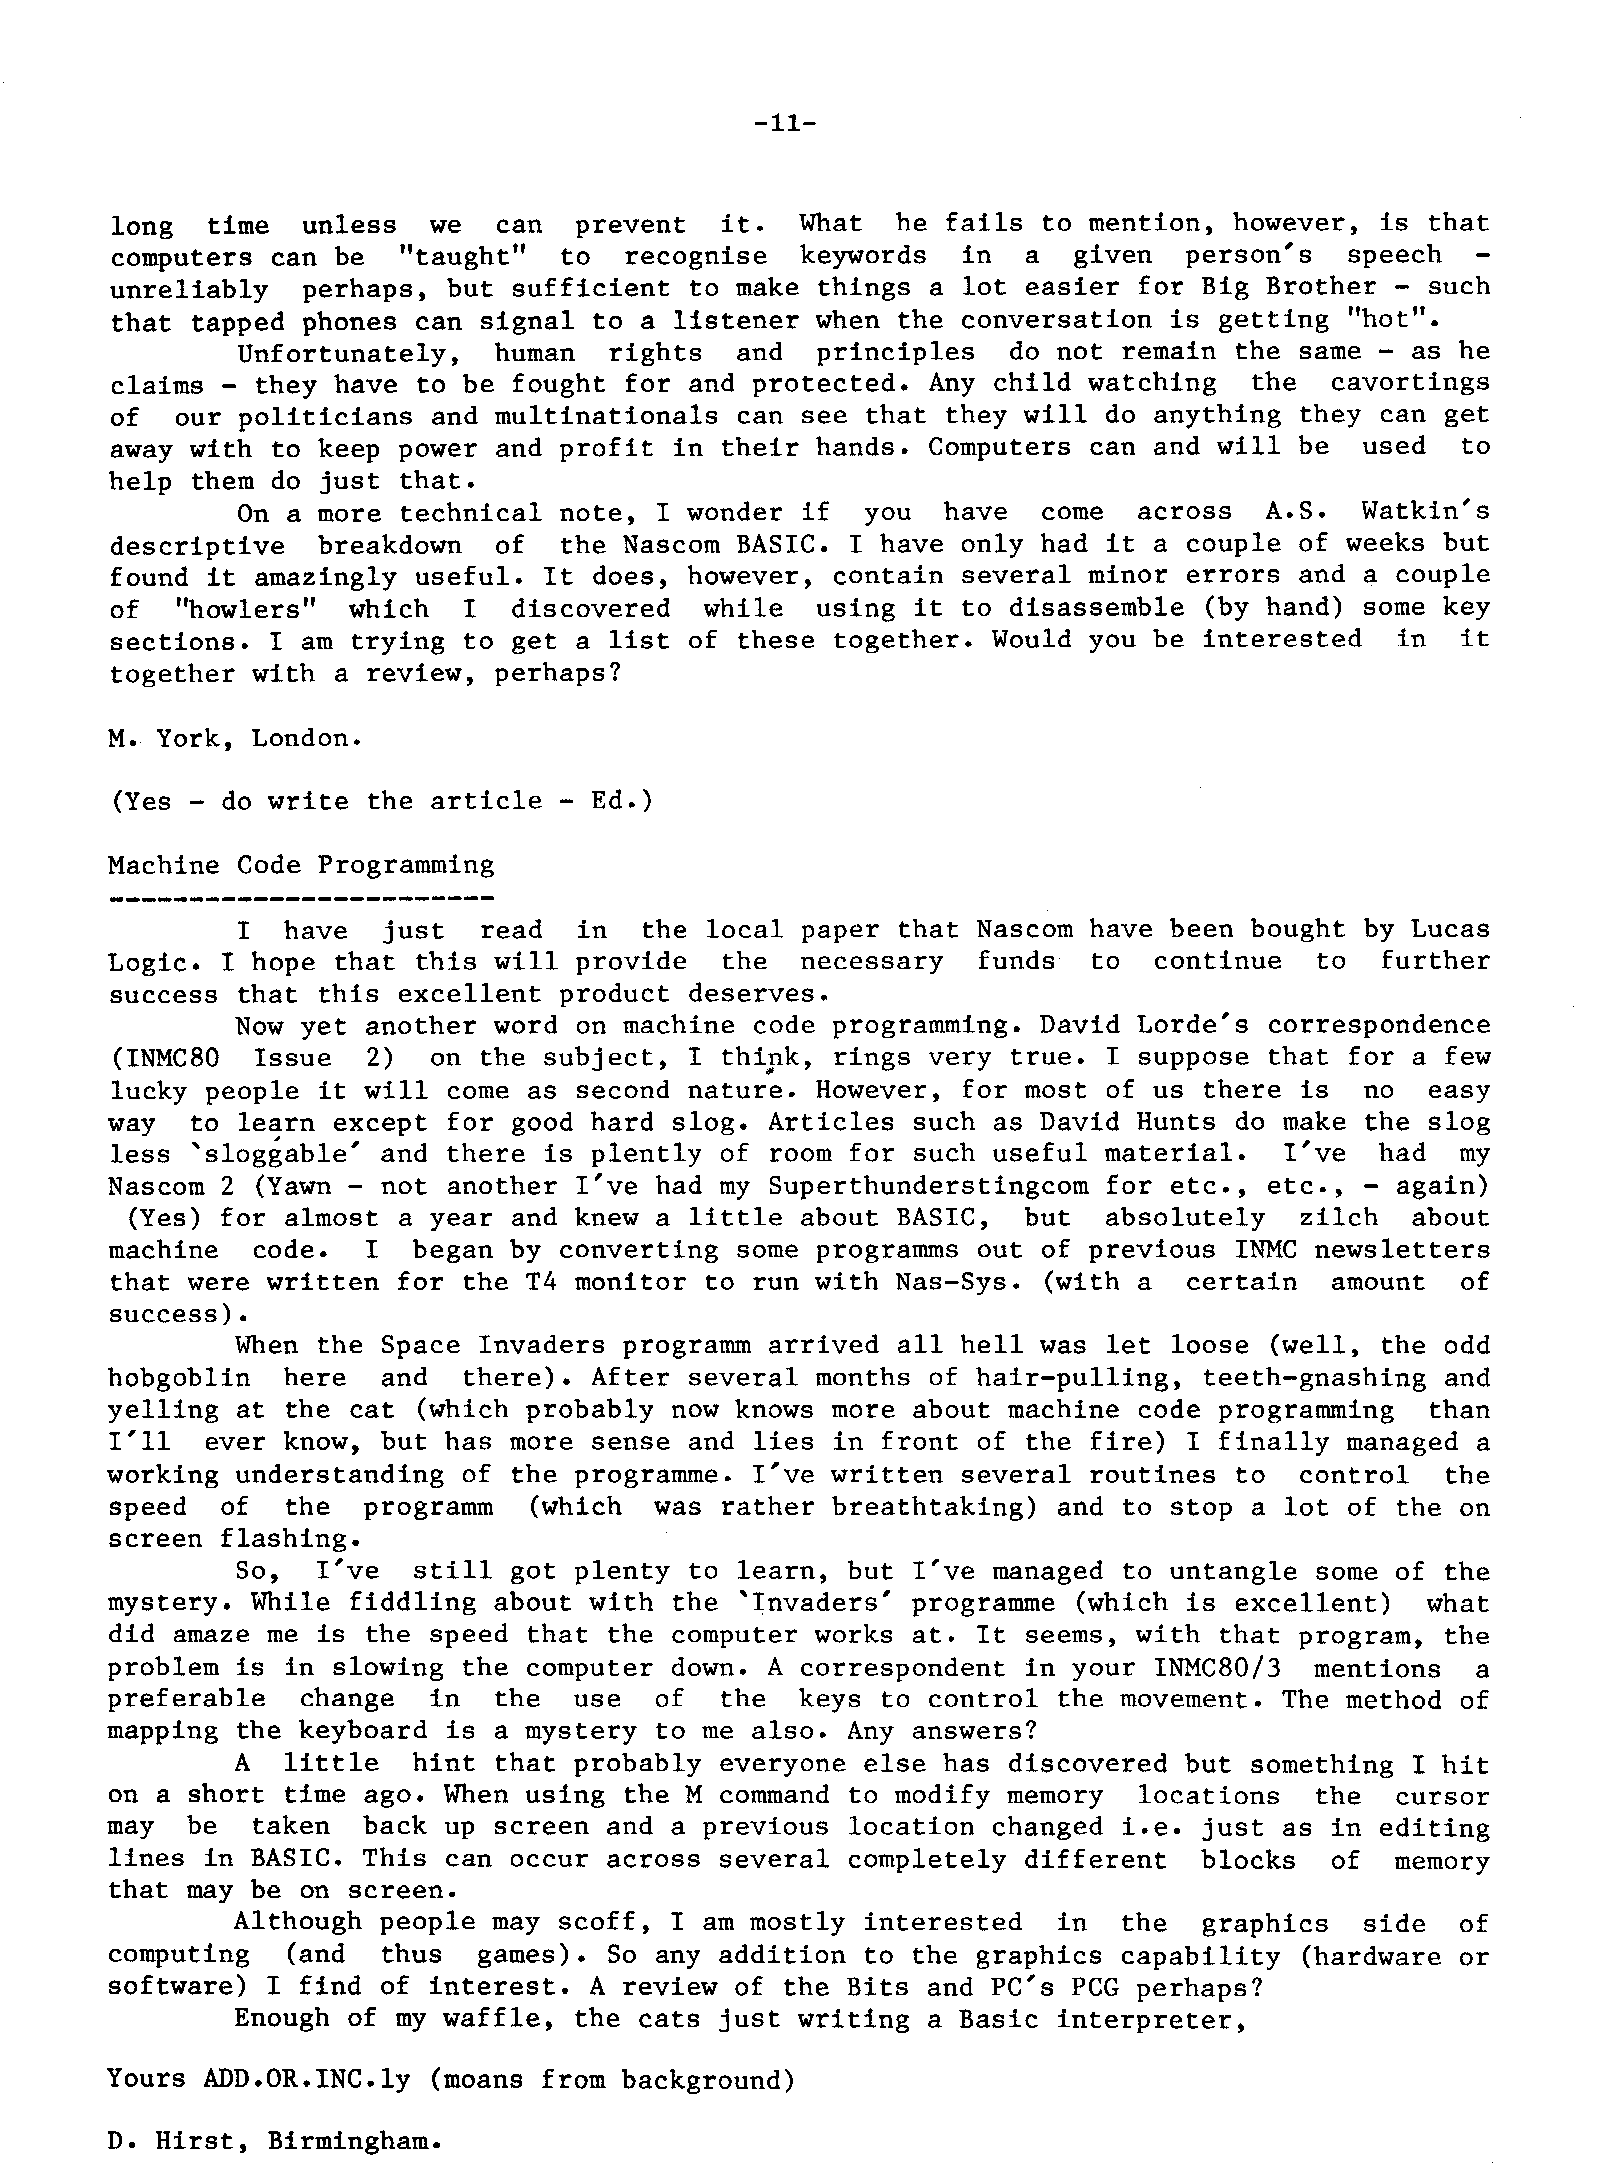 -11-
long time unless we can prevent it. What he fails to mention, however, is that
computers can be "taught" to recognise keywords in a given person's speech -
unreliably perhaps, but sufficient to make things a lot easier for Big Brother - such
that tapped phones can signal to a listener when the conversation is getting "hot".
Unfortunately, human rights and principles do not remain the same - as he
claims - they have to be fought for and protected. Any child watching the cavortings
of our politicians and multinationals can see that they will do anything they can get
away with to keep power and profit in their hands. Computers can and will be used to
help them do just that.
On a more technical note, I wonder if you have come across A.S. Watkin's
descriptive breakdown of the Nascom BASIC. I have only had it a couple of weeks but
found it amazingly useful. It does, however, contain several minor errors and a couple
of "howlers" which I discovered while using it to disassemble (by hand) some key
sections. I am trying to get a list of these together. Would you be interested in it
together with a review, perhaps?
M. York, London.
(Yes - do write the article - Ed.)
Machine Code Programming
------------------------
I have just read in the local paper that Nascom have been bought by Lucas
Logic. I hope that this will provide the necessary funds to continue to further
success that this excellent product deserves.
Now yet another word on machine code programming. David Lorde's correspondence
(INMC80 Issue 2) on the subject, I think, rings very true. I suppose that for a few
lucky people it will come as second nature. However, for most of us there is no easy
way to learn except for good hard slog. Articles such as David Hunts do make the slog
less `sloggable' and there is plently of room for such useful material. I've had my
Nascom 2 (Yawn - not another I've had my Superthunderstingcom for etc., etc., - again)
(Yes) for almost a year and knew a little about BASIC, but absolutely zilch about
machine code. I began by converting some programms out of previous INMC newsletters
that were written for the T4 monitor to run with Nas-Sys. (with a certain amount of
success).
When the Space Invaders programm arrived all hell was let loose (well, the odd
hobgoblin here and there). After several months of hair-pulling, teeth-gnashing and
yelling at the cat (which probably now knows more about machine code programming than
I'll ever know, but has more sense and lies in front of the fire) I finally managed a
working understanding of the programme. I've written several routines to control the
speed of the programm (which was rather breathtaking) and to stop a lot of the on
screen flashing.
So, I've still got plenty to learn, but I've managed to untangle some of the
mystery. While fiddling about with the `Invaders' programme (which is excellent) what
did amaze me is the speed that the computer works at. It seems, with that program, the
problem is in slowing the computer down. A correspondent in your INMC80/3 mentions a
preferable change in the use of the keys to control the movement. The method of
mapping the keyboard is a mystery to me also. Any answers?
A little hint that probably everyone else has discovered but something I hit
on a short time ago. When using the M command to modify memory locations the cursor
may be taken back up screen and a previous location changed i.e. just as in editing
lines in BASIC. This can occur across several completely different blocks of memory
that may be on screen.
Although people may scoff, I am mostly interested in the graphics side of
computing (and thus games). So any addition to the graphics capability (hardware or
software) I find of interest. A review of the Bits and PC's PCG perhaps?
Enough of my waffle, the cats just writing a Basic interpreter,
Yours ADD.OR.INC.ly (moans from background)
D. Hirst, Birmingham.